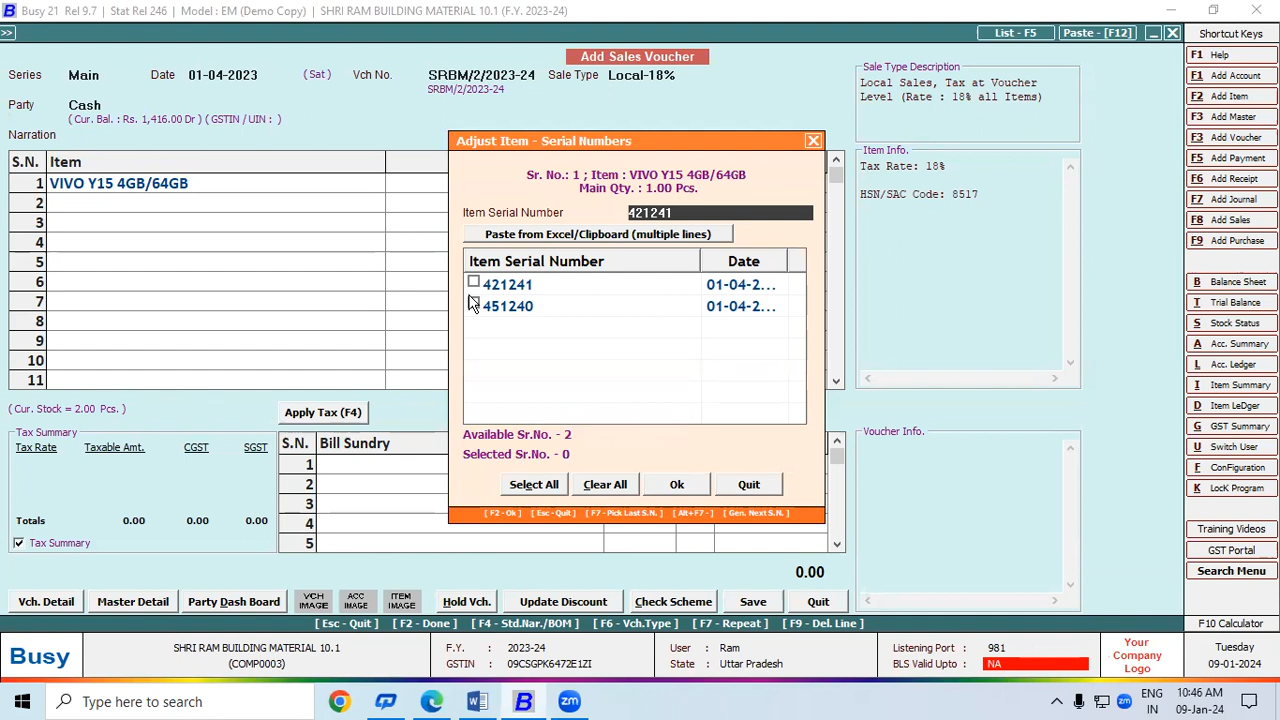 Busy 21 Rel 9.7 | Stat Rel 246 | Model : EM (Demo Copy) | SHRI RAM BUILDING MATERIAL 10.1 (F.Y. 2023-24)
>> List - F5 Paste - [F12] Shortcut Keys
Add Sales Voucher
Series Main Date 01-04-2023 (Sat) Vch No. SRBM/2/2023-24 Sale Type Local-18%
SRBM/2/2023-24
Party Cash
( Cur. Bal : Rs. 1,416.00 Dr ) ( GSTIN / UIN : )
Narration
S.N. Item
1 VIVO Y15 4GB/64GB
2
3
4
5
6
7
8
9
10
11
( Cur. Stock = 2.00 Pcs. )
Apply Tax (F4)
Adjust Item - Serial Numbers
Sr. No.: 1 ; Item : VIVO Y15 4GB/64GB
Main Qty. : 1.00 Pcs.
Item Serial Number 421241
Paste from Excel/Clipboard (multiple lines)
Item Serial Number Date
421241 01-04-2...
451240 01-04-2...
Available Sr.No. - 2
Selected Sr.No. - 0
Select All Clear All Ok Quit
[ F2 - Ok ] [ Esc - Quit ] [ F7 - Pick Last S.N. ] [ Alt+F7 - ] [ Gen. Next S.N. ]
Sale Type Description
Local Sales, Tax at Voucher
Level (Rate : 18% all Items)
Item Info.
Tax Rate: 18%
HSN/SAC Code: 8517
Voucher Info.
Tax Summary
Tax Rate Taxable Amt. CGST SGST
Totals 0.00 0.00 0.00
Tax Summary
S.N. Bill Sundry
1
2
3
4
5
0.00
Vch. Detail Master Detail Party Dash Board VCH IMAGE ACC IMAGE ITEM IMAGE Hold Vch. Update Discount Check Scheme Save Quit
[ Esc - Quit ] [ F2 - Done ] [ F4 - Std.Nar./BOM ] [ F6 - Vch.Type ] [ F7 - Repeat ] [ F9 - Del. Line ]
F1 Help
F1 Add Account
F2 Add Item
F3 Add Master
F3 Add Voucher
F5 Add Payment
F6 Add Receipt
F7 Add Journal
F8 Add Sales
F9 Add Purchase
B Balance Sheet
T Trial Balance
S Stock Status
A Acc. Summary
L Acc. Ledger
I Item Summary
D Item LeDger
G GST Summary
U Switch User
F Configuration
K LocK Program
Training Videos
GST Portal
Search Menu
F10 Calculator
Busy
SHRI RAM BUILDING MATERIAL 10.1
(COMP0003)
F.Y. 2023-24
GSTIN 09CSGPK6472E1ZI
User Ram
State Uttar Pradesh
Listening Port 981
BLS Valid Upto : NA
Your
Company
Logo
Tuesday
09-01-2024
Type here to search
ENG
IN
10:46 AM
09-Jan-24